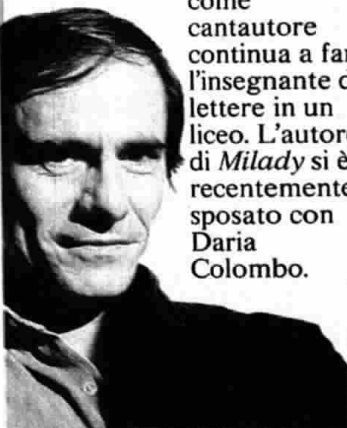 come
cantautore
continua a far
l'insegnante d
lettere in un
liceo. L'autore
di Milady si è
recentemente
sposato con
Daria
Colombo.